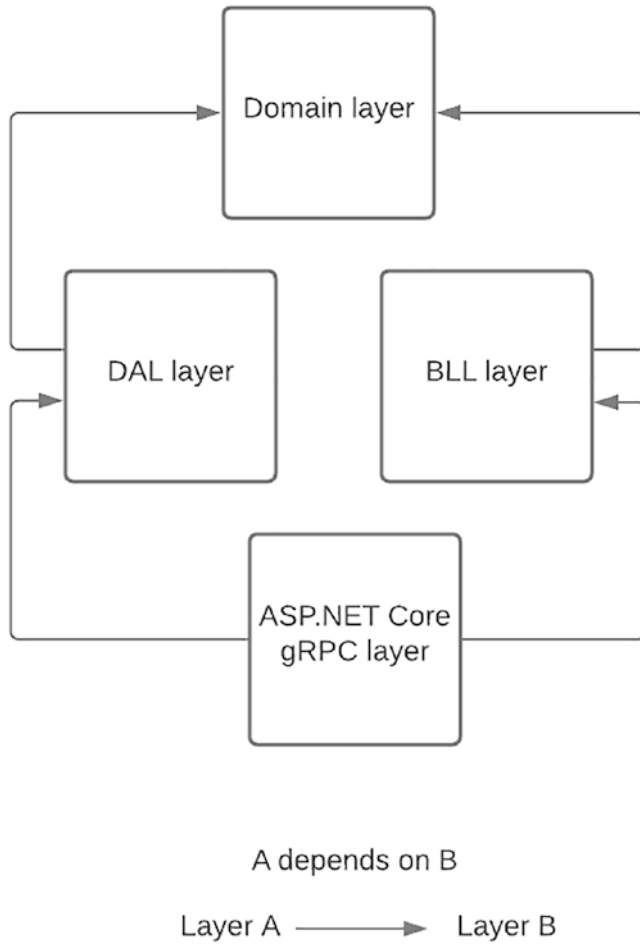 Domain layer
DAL layer
BLL layer
ASP.NET Core
gRPC layer
A depends on B
Layer A
Layer B